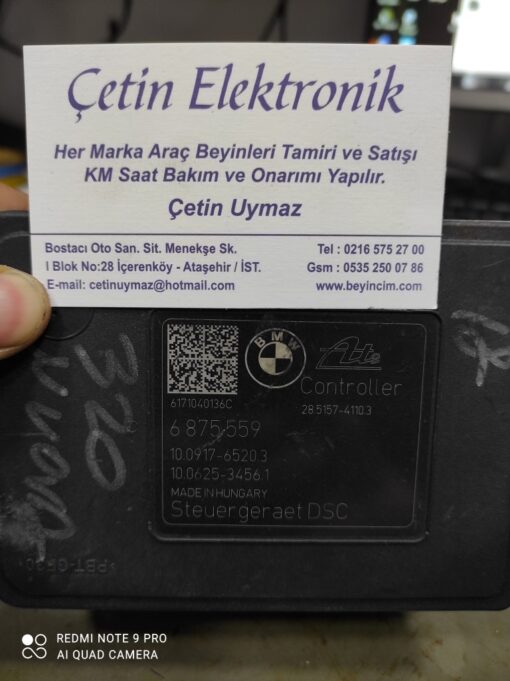 Çetin Elektronik
Her Marka Araç Beyinleri Tamiri ve Satışı
KM Saat Bakım ve Onarımı Yapılır.
Çetin Uymaz
Bostacı Oto San. Sit. Menekşe Sk.
I Blok No:28 İçerenköy - Ataşehir / İST.
E-mail: cetinuymaz@hotmail.com
Tel : 0216 575 27 00
Gsm : 0535 250 07 86
www.beyincim.com
BMW
Ate
Controller
6171040136C
28.5157-4110.3
6 875 559
10.0917-6520.3
10.0625-3456.1
MADE IN HUNGARY
Steuergeraet DSC
320
REDMI NOTE 9 PRO
AI QUAD CAMERA